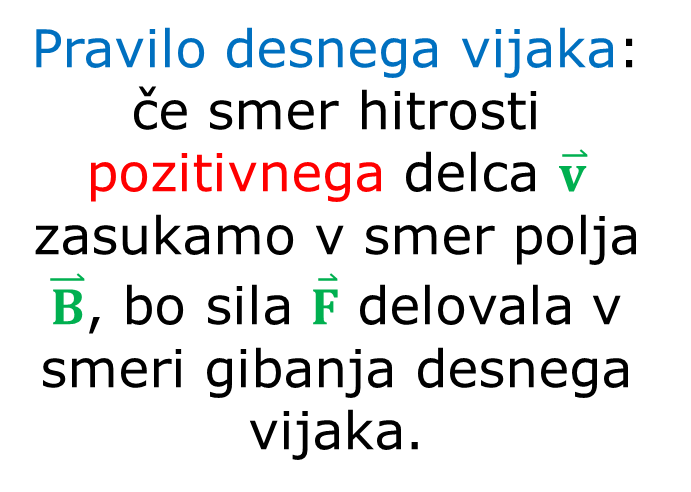 Pravilo desnega vijaka:
če smer hitrosti
pozitivnega delca v⃗
zasukamo v smer polja
B⃗, bo sila F⃗ delovala v
smeri gibanja desnega
vijaka.